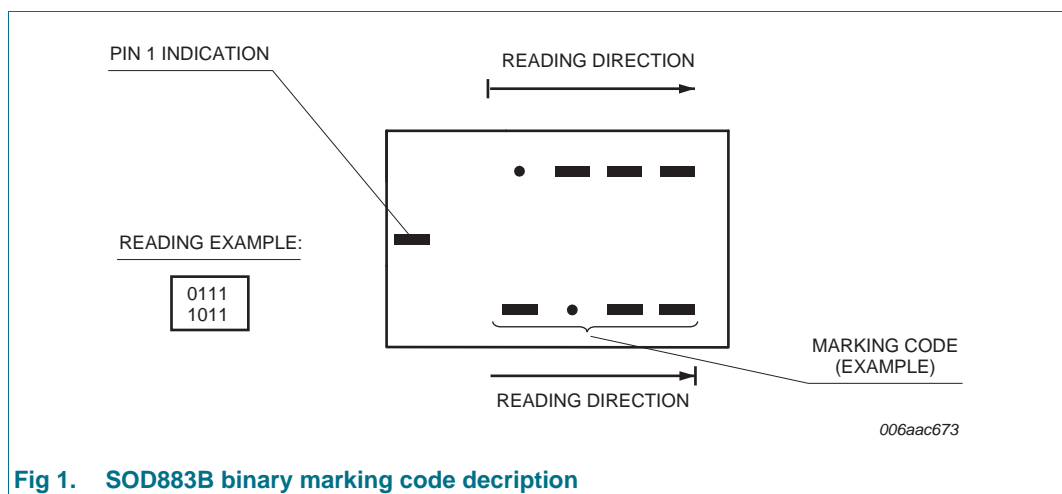 PIN 1 INDICATION
READING DIRECTION
READING EXAMPLE:
0111
1011
MARKING CODE
(EXAMPLE)
READING DIRECTION
006aac673
Fig 1. SOD883B binary marking code decription